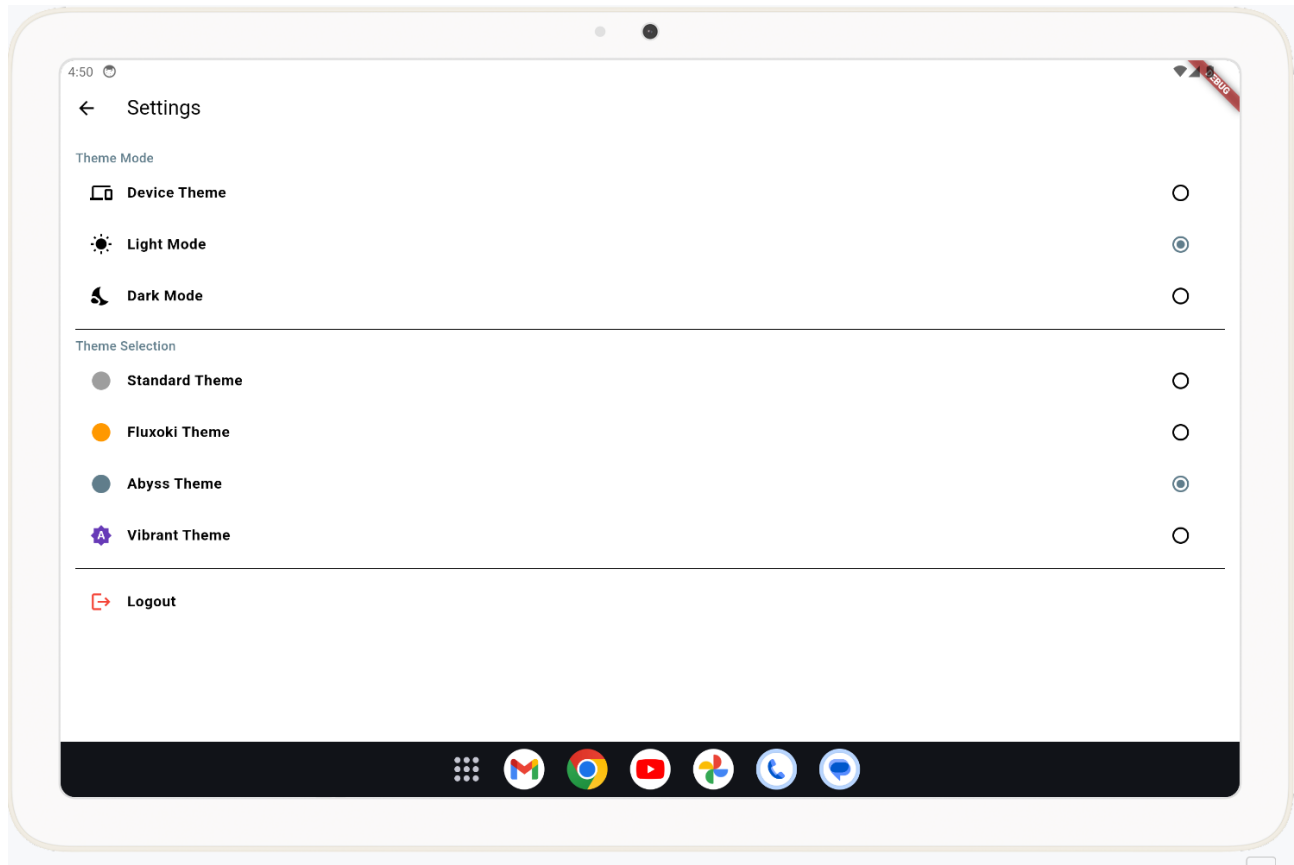 4:50
DEBUG
Settings
Theme Mode
Device Theme
Light Mode
Dark Mode
Theme Selection
Standard Theme
Fluxoki Theme
Abyss Theme
A
Vibrant Theme
Logout